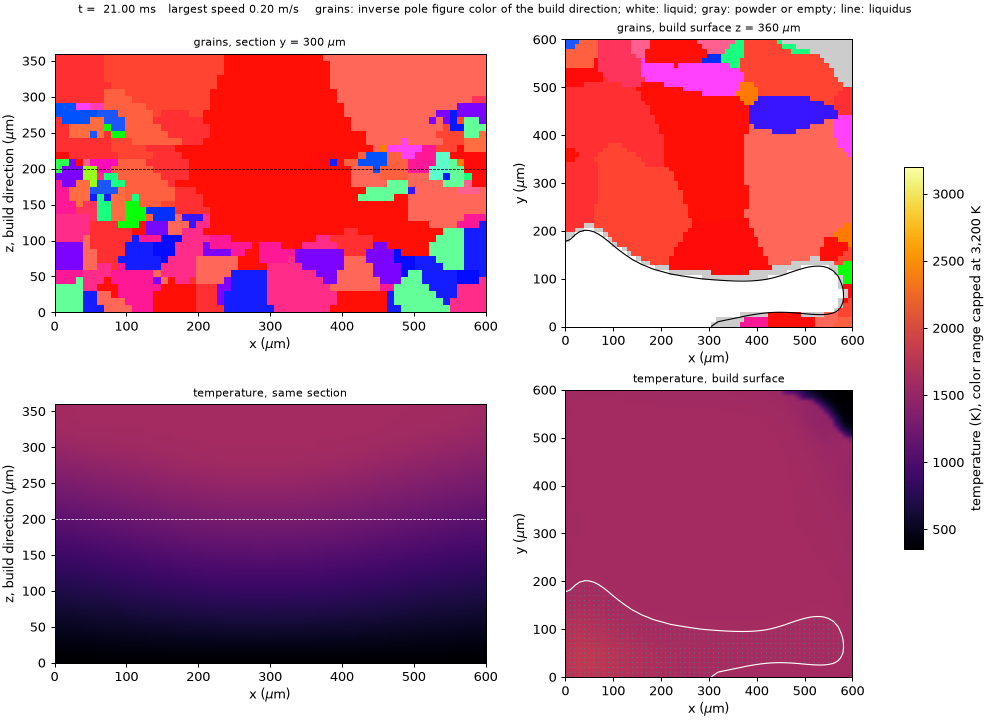 t =  21.00 ms   largest speed 0.20 m/s     grains: inverse pole figure color of the build direction; white: liquid; gray: powder or empty; line: liquidus
grains, section y = 300 μm
350
300
250
200
150
100
50
0
z, build direction (μm)
0 100 200 300 400 500 600
x (μm)
grains, build surface z = 360 μm
600
500
400
300
200
100
0
y (μm)
0 100 200 300 400 500 600
x (μm)
temperature, same section
350
300
250
200
150
100
50
0
z, build direction (μm)
0 100 200 300 400 500 600
x (μm)
temperature, build surface
600
500
400
300
200
100
0
y (μm)
0 100 200 300 400 500 600
x (μm)
3000
2500
2000
1500
1000
500
temperature (K), color range capped at 3,200 K